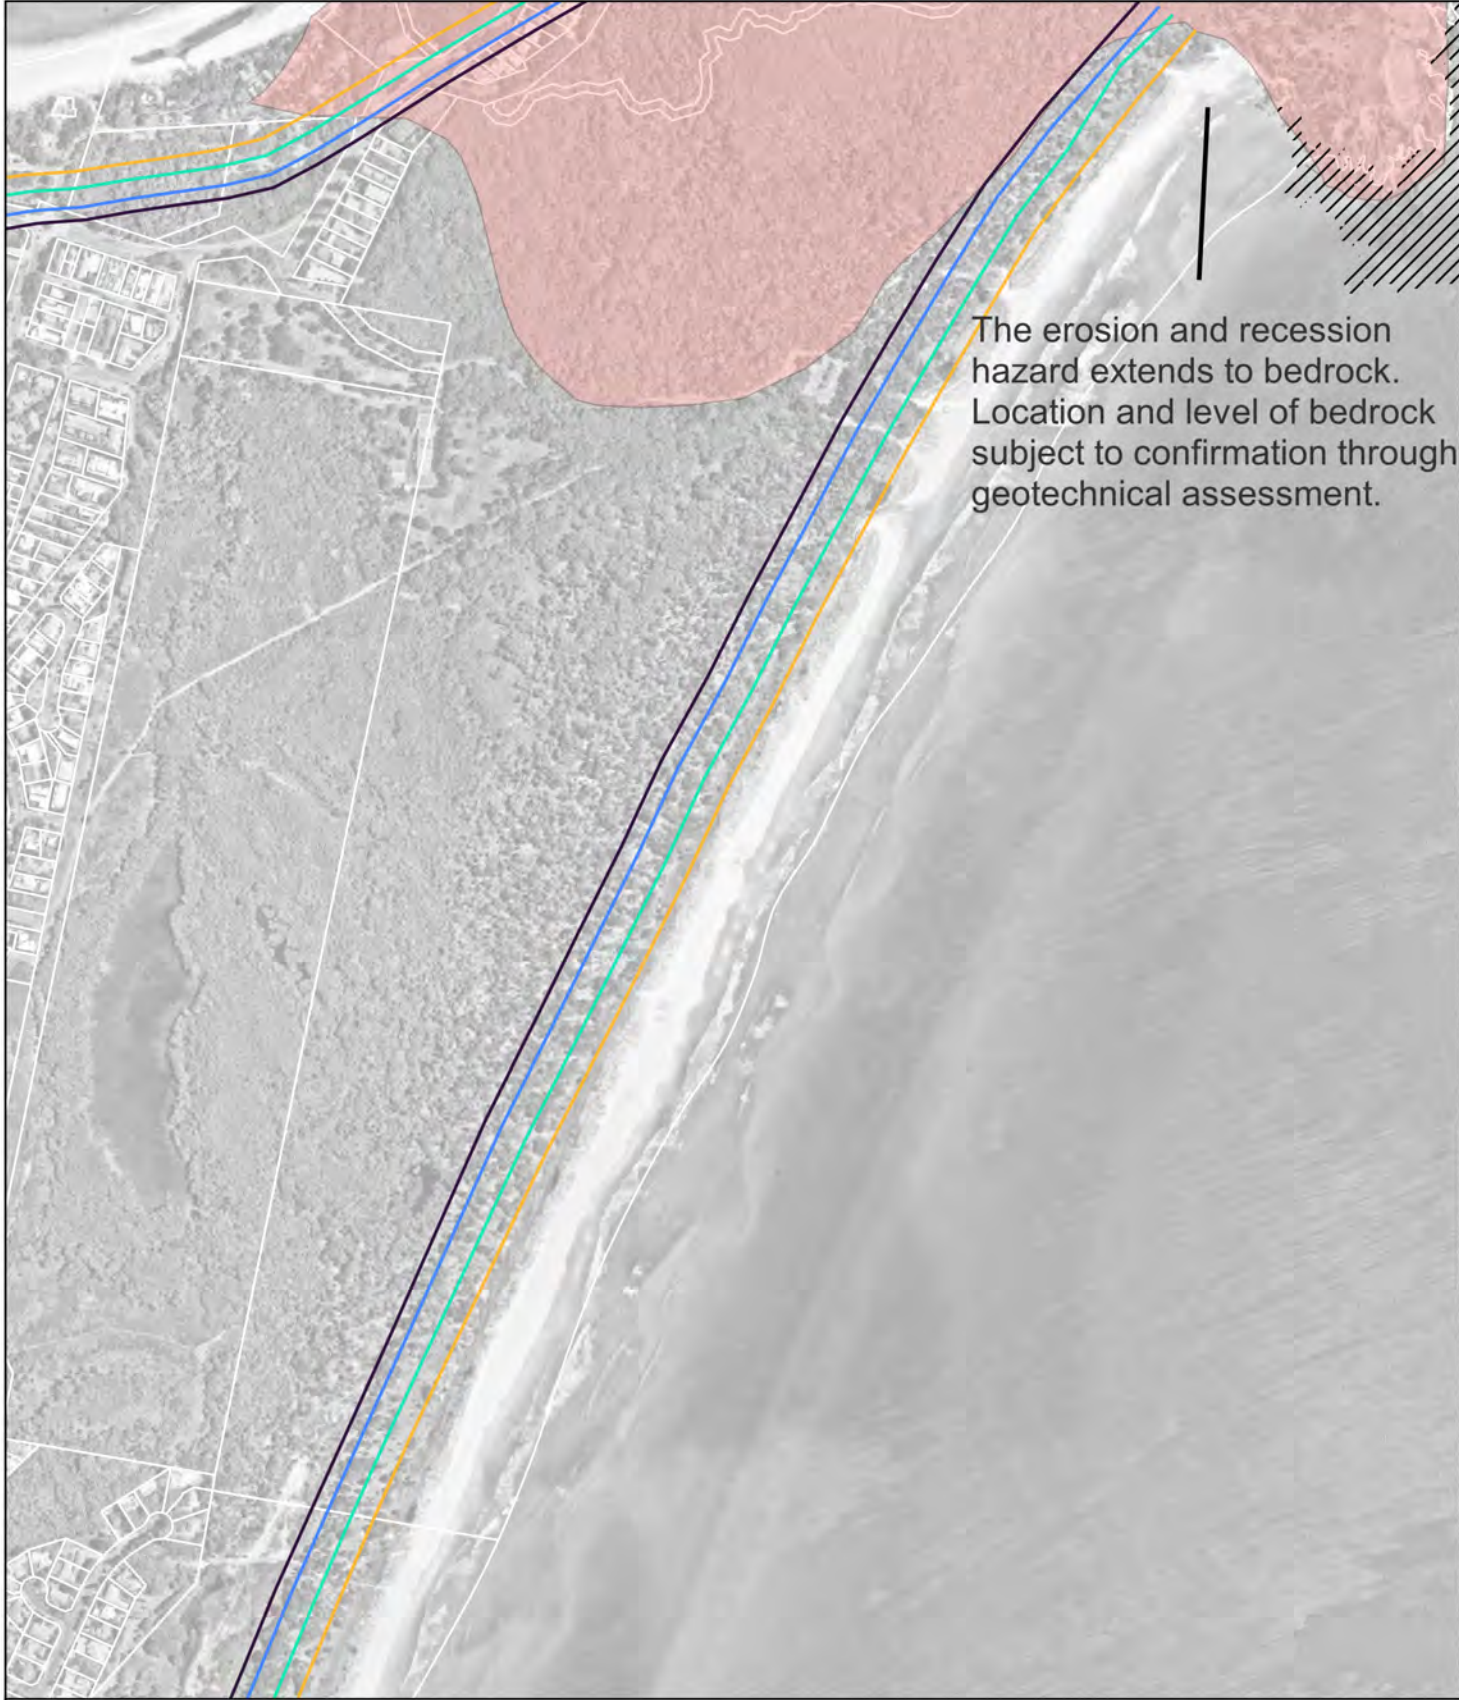 The erosion and recession
hazard extends to bedrock.
Location and level of bedrock
subject to confirmation through
geotechnical assessment.